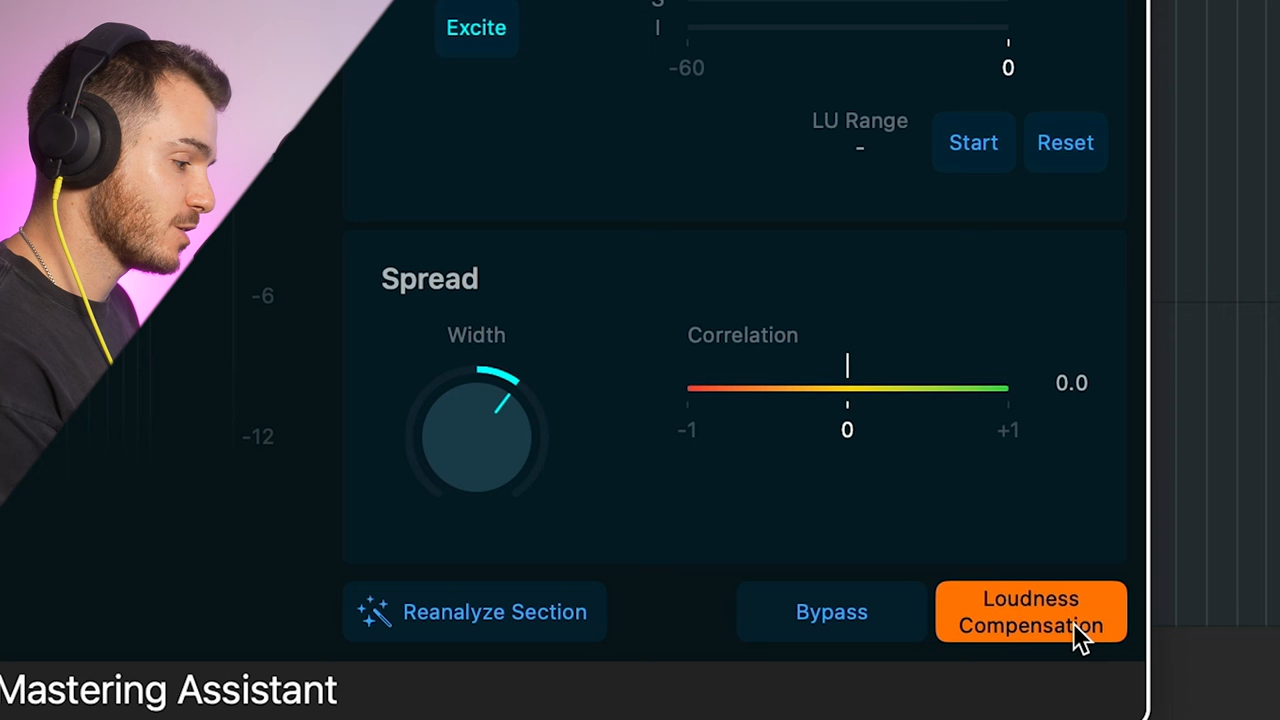 Excite
I
-60
0
LU Range
-
Start
Reset
-6
Spread
Width
Correlation
0.0
-1
0
+1
-12
Reanalyze Section
Bypass
Loudness
Compensation
Mastering Assistant